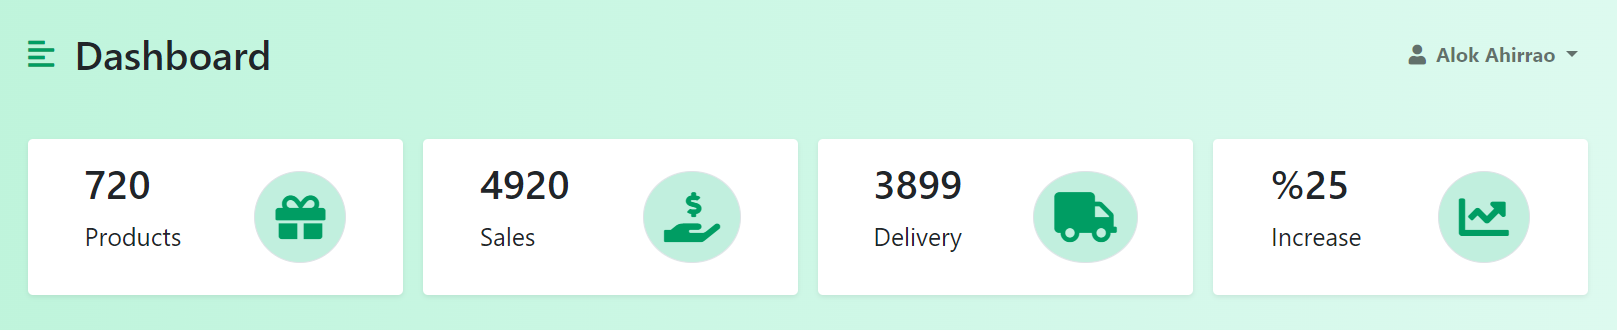 Dashboard
Alok Ahirrao
720
Products
4920
Sales
3899
Delivery
%25
Increase